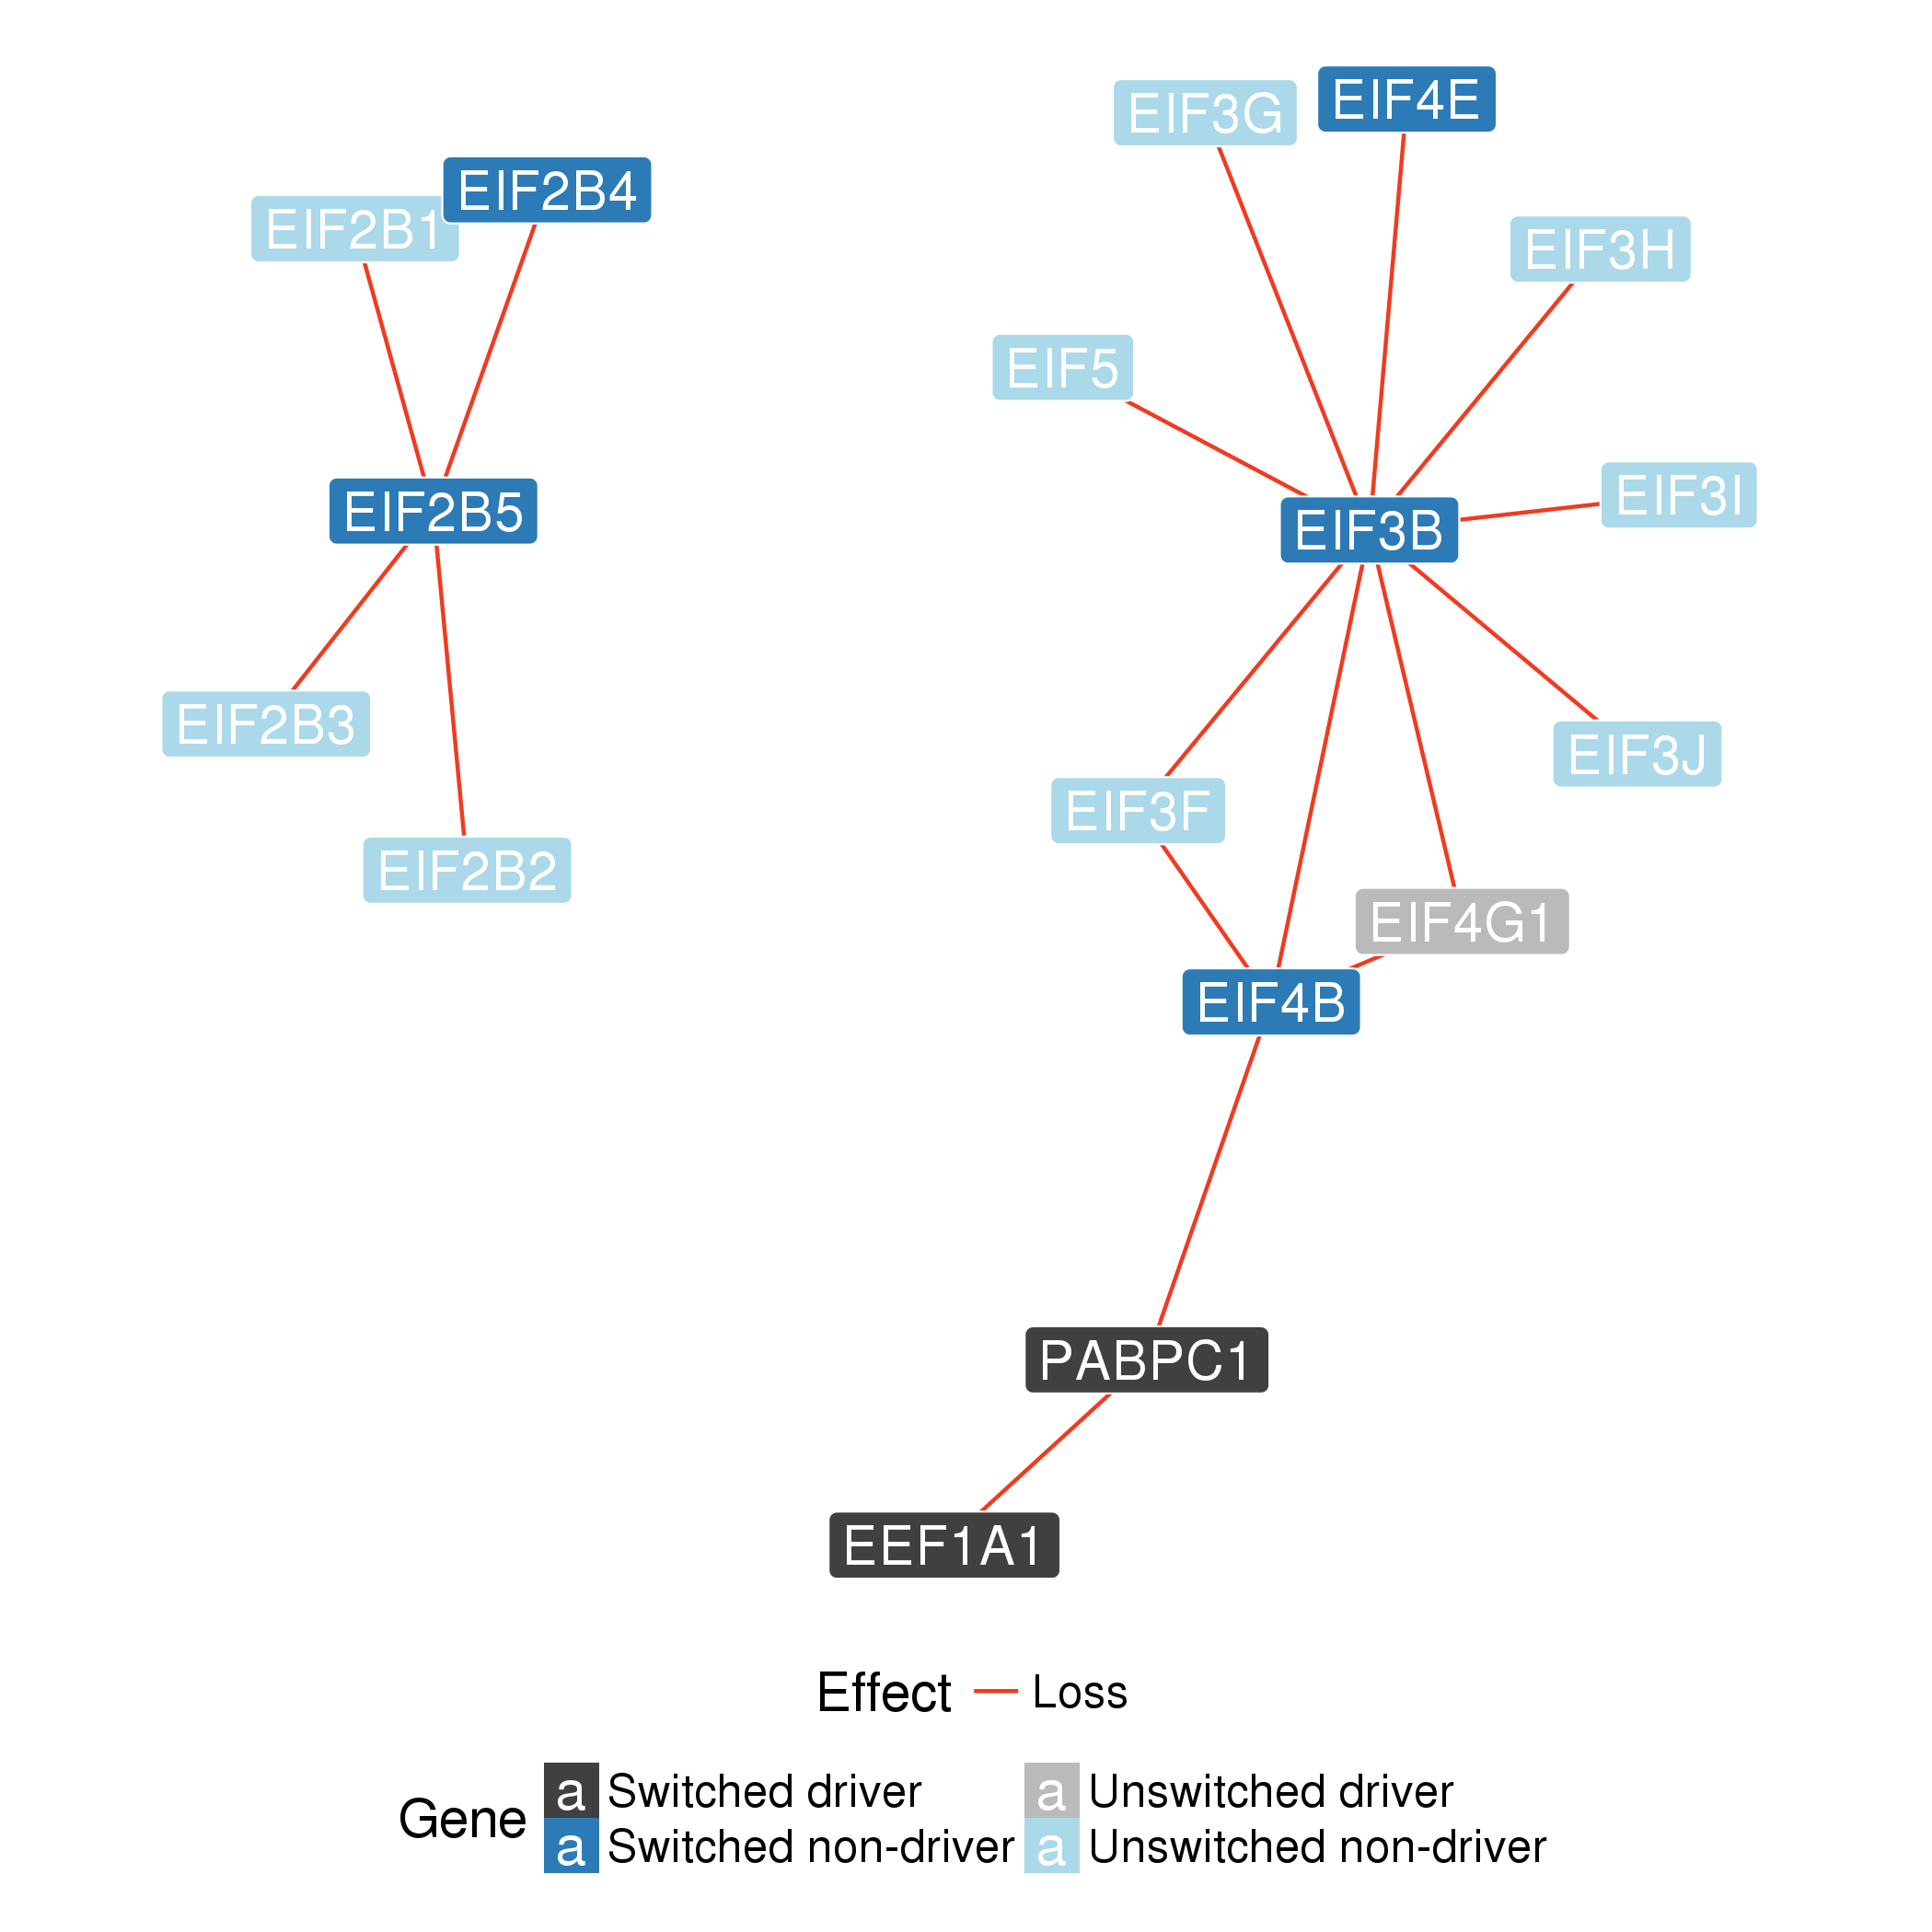 EIF4E
EIF3G
EIF2B4
EIF2B1
EIF3H
EIF5
EIF3I
EIF2B5
EIF3B
EIF2B3
EIF3J
EIF3F
EIF2B2
EIF4G1
EIF4B
PABPC1
EEF1A1
Effect Loss
Gene
a Switched driver a Unswitched driver
a Switched non-driver a Unswitched non-driver